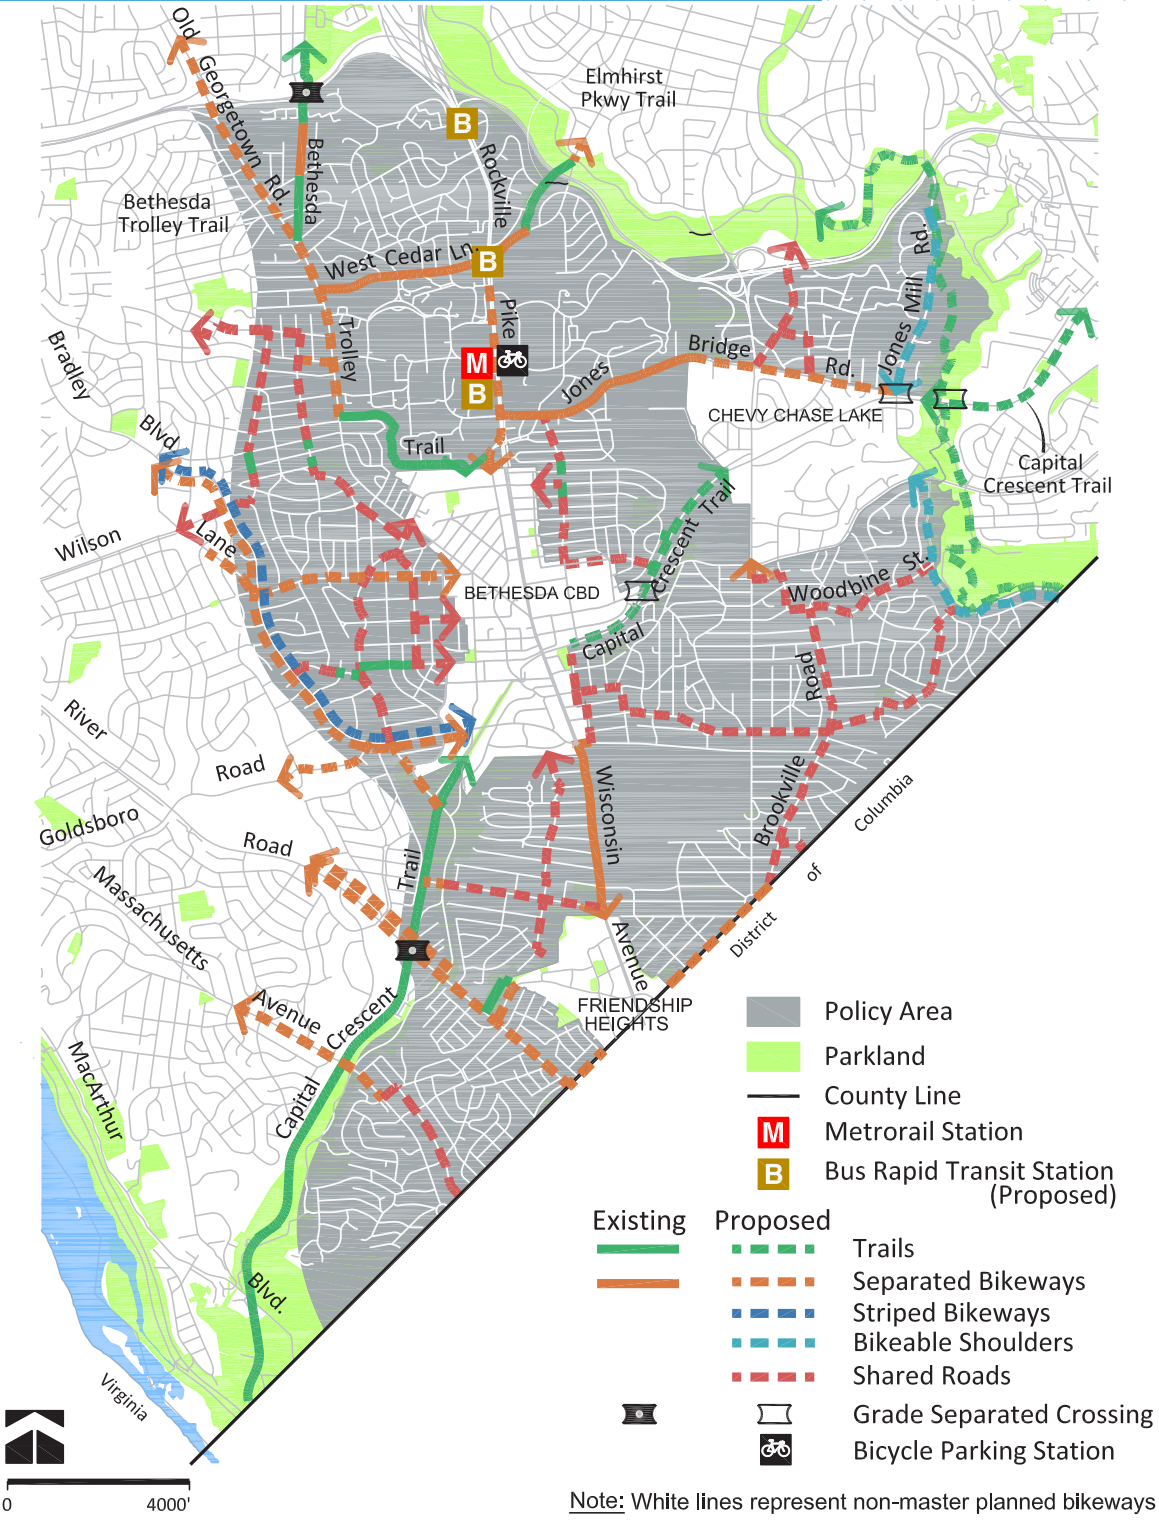 Old
Georgetown
Rd.
Bethesda
Elmhirst
Pkwy Trail
B
Rockville
Bethesda
Trolley Trail
West Cedar Ln.
B
Pike
Trolley
M
B
Jones
Bridge
Rd.
Jones
Mill
Rd.
CHEVY CHASE LAKE
Bradley
Blvd.
Trail
Capital
Crescent Trail
Wilson
Lane
Crescent Trail
BETHESDA CBD
Woodbine St.
Capital
Road
River
Road
Wisconsin
Brookville
Columbia
of
District
Goldsboro
Road
Trail
Massachusetts
Avenue
Avenue
FRIENDSHIP
HEIGHTS
Crescent
Capital
MacArthur
Blvd.
Virginia
Policy Area
Parkland
County Line
M
Metrorail Station
B
Bus Rapid Transit Station
(Proposed)
Existing Proposed
Trails
Separated Bikeways
Striped Bikeways
Bikeable Shoulders
Shared Roads
Grade Separated Crossing
Bicycle Parking Station
0 4000'
Note: White lines represent non-master planned bikeways